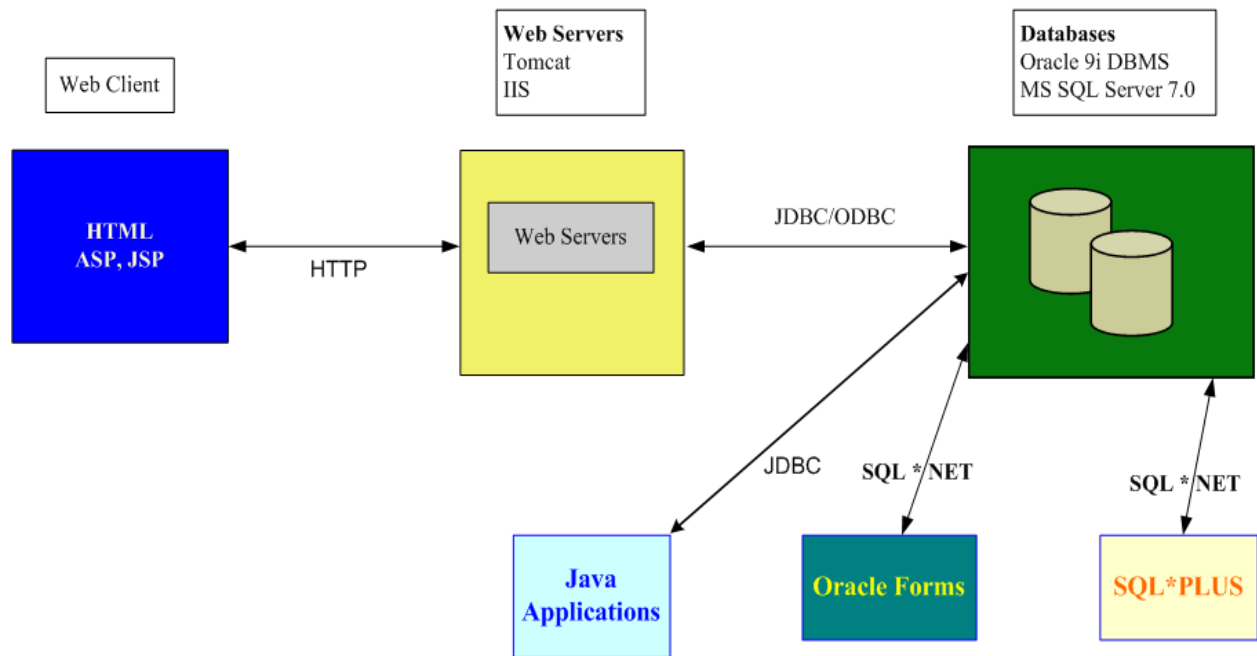 Web Client
Web Servers
Tomcat
IIS
Databases
Oracle 9i DBMS
MS SQL Server 7.0
HTML
ASP, JSP
HTTP
Web Servers
JDBC/ODBC
JDBC
SQL * NET
SQL * NET
Java
Applications
Oracle Forms
SQL*PLUS